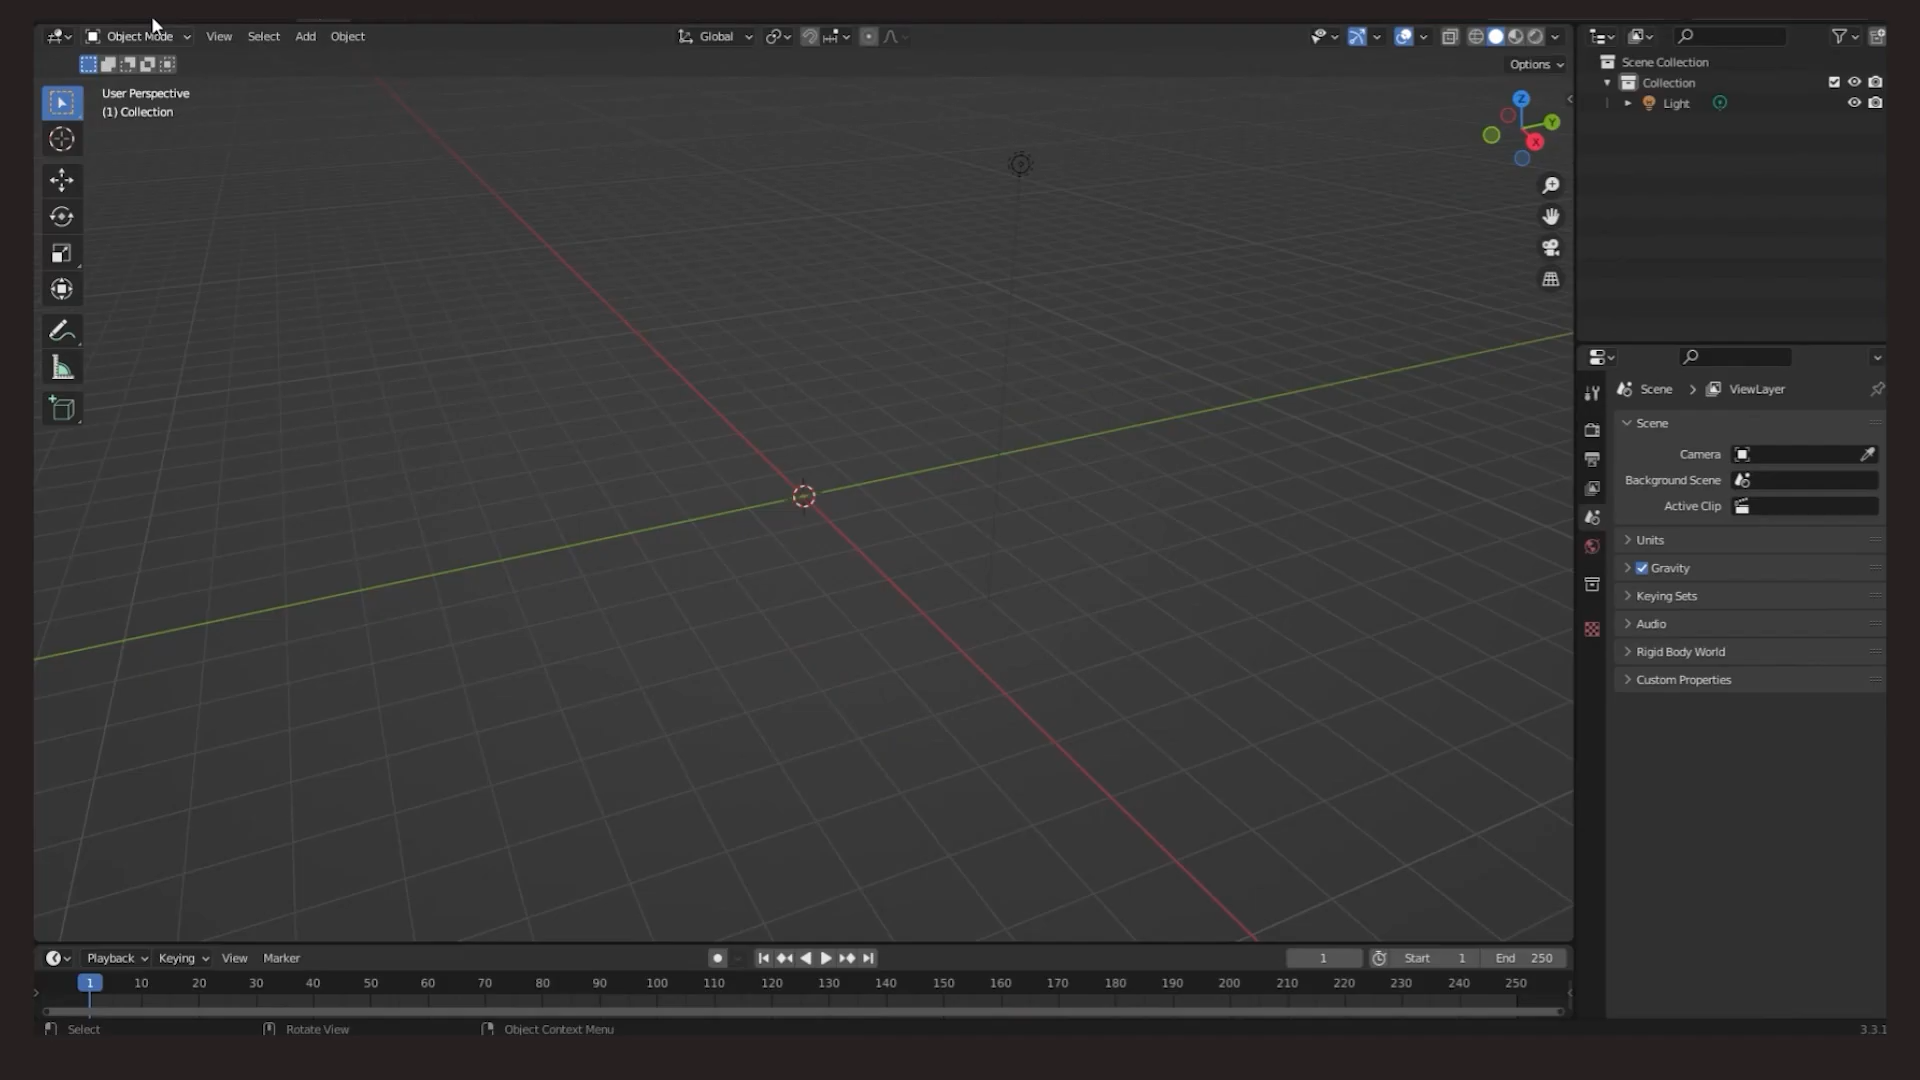 Object Mode View Select Add Object Global
Options
User Perspective
(1) Collection
Z
Y
X
Scene Collection
Collection
Light
Scene > ViewLayer
Scene
Camera
Background Scene
Active Clip
Units
Gravity
Keying Sets
Audio
Rigid Body World
Custom Properties
Playback Keying View Marker 1 Start 1 End 250
1 10 20 30 40 50 60 70 80 90 100 110 120 130 140 150 160 170 180 190 200 210 220 230 240 250
Select Rotate View Object Context Menu 3.3.1